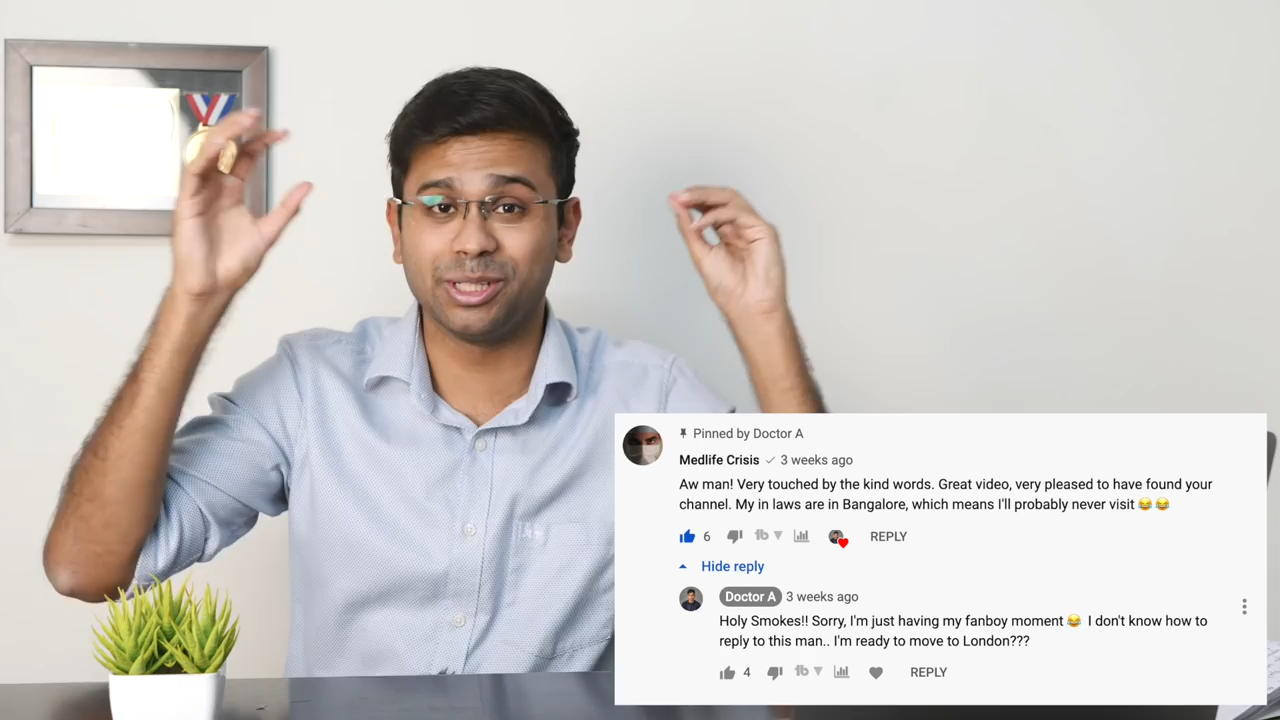 Pinned by Doctor A
Medlife Crisis 3 weeks ago
Aw man! Very touched by the kind words. Great video, very pleased to have found your
channel. My in laws are in Bangalore, which means I'll probably never visit 😂 😂
6 REPLY
Hide reply
Doctor A 3 weeks ago
Holy Smokes!! Sorry, I'm just having my fanboy moment 😂 I don't know how to
reply to this man.. I'm ready to move to London???
4 REPLY